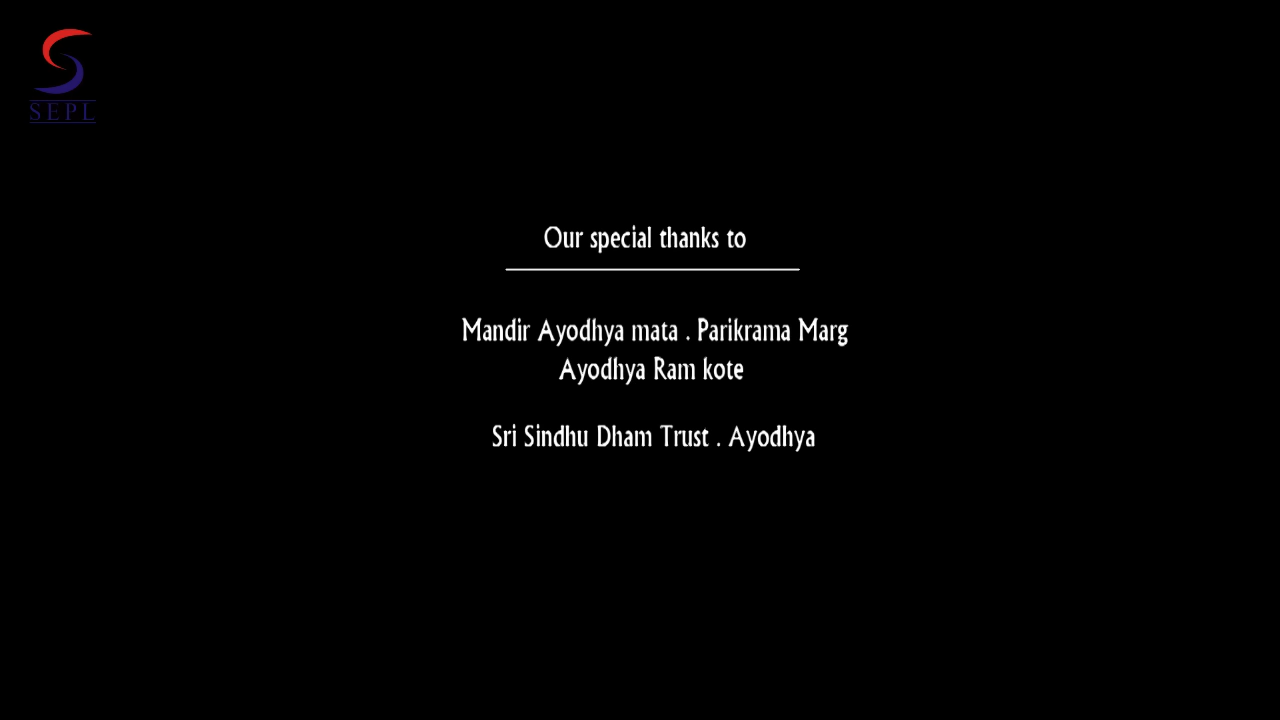 SEPL
Our special thanks to
Mandir Ayodhya mata . Parikrama Marg
Ayodhya Ram kote
Sri Sindhu Dham Trust . Ayodhya